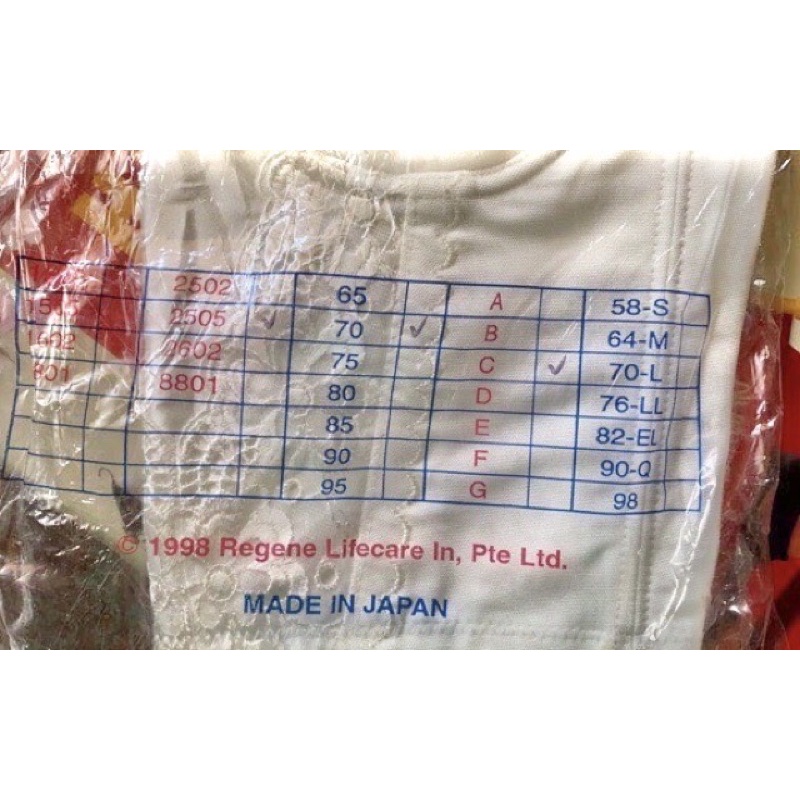 2502 65 A 58-S
2505 ✓ 70 ✓ B 64-M
75 C ✓ 70-L
801 8801 80 D 76-LL
85 E 82-EL
90 F 90-Q
95 G 98
© 1998 Regene Lifecare In, Pte Ltd.
MADE IN JAPAN